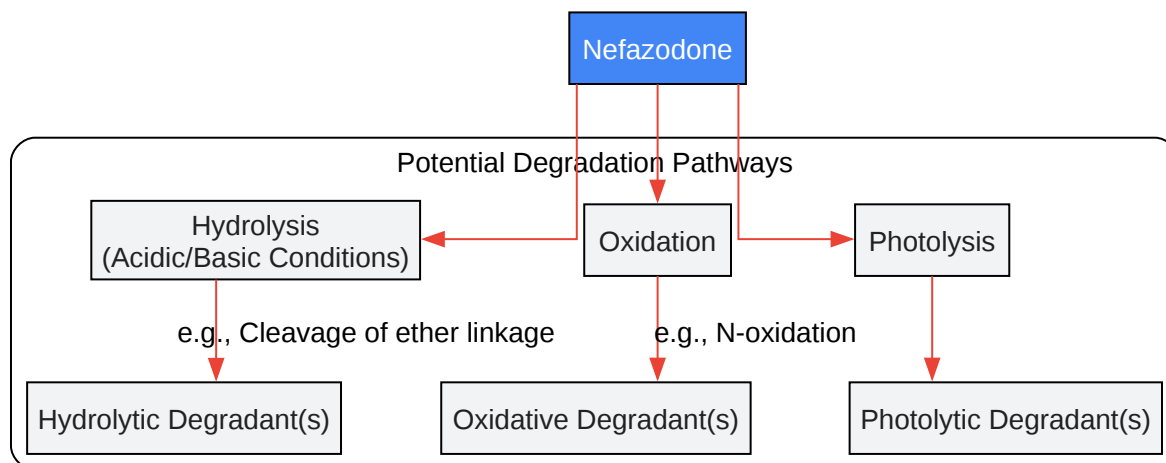 Nefazodone
Potential Degradation Pathways
Hydrolysis
(Acidic/Basic Conditions)
Oxidation
Photolysis
e.g., Cleavage of ether linkage
e.g., N-oxidation
Hydrolytic Degradant(s)
Oxidative Degradant(s)
Photolytic Degradant(s)